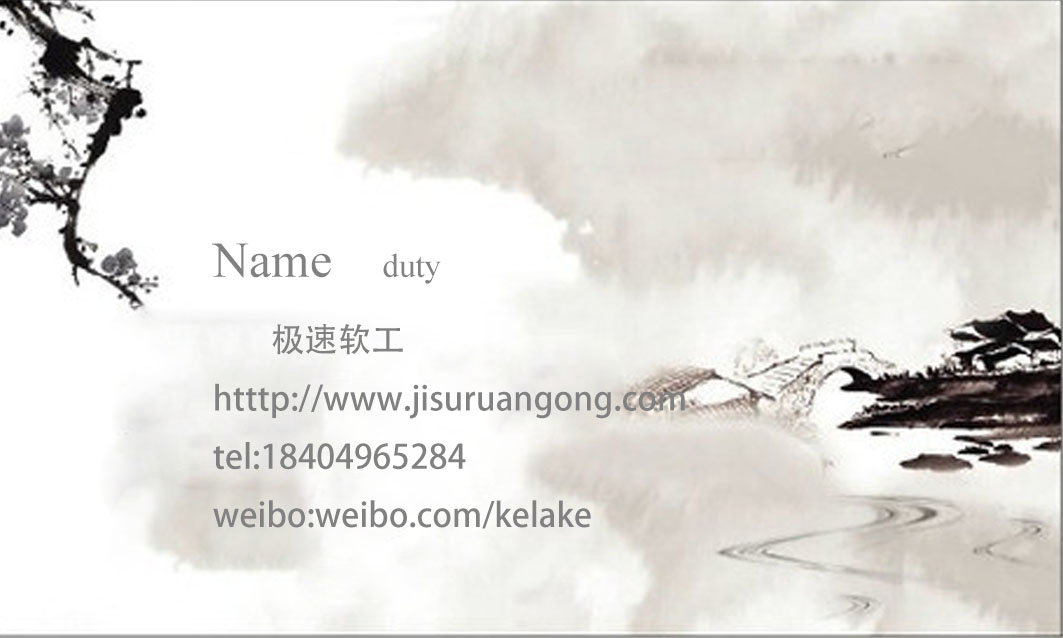 Name duty
极速软工
htttp://www.jisuruangong.com
tel:18404965284
weibo:weibo.com/kelake